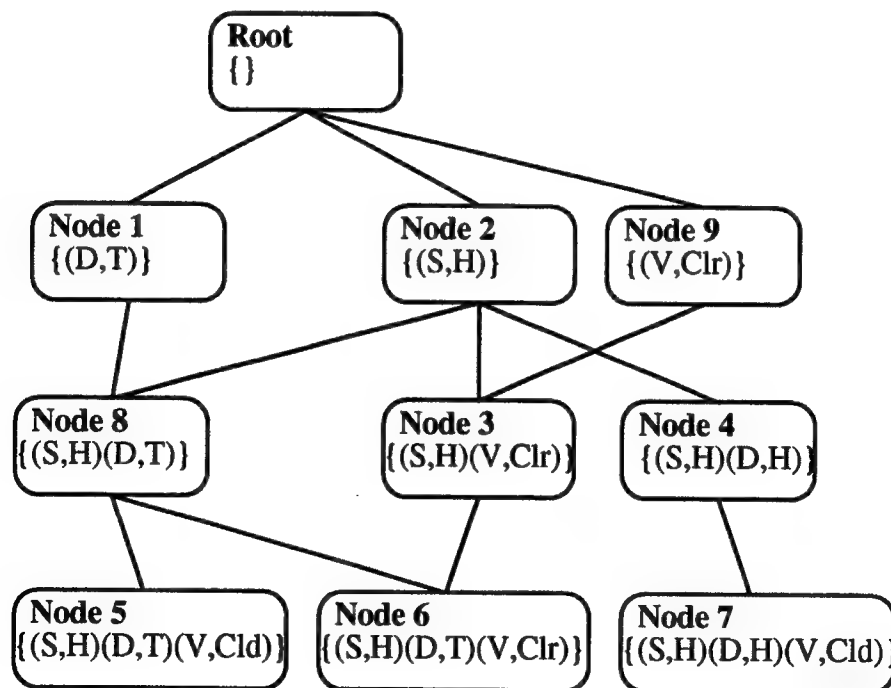 Root
{}
Node 1
{(D,T)}
Node 2
{(S,H)}
Node 9
{(V,Clr)}
Node 8
{(S,H)(D,T)}
Node 3
{(S,H)(V,Clr)}
Node 4
{(S,H)(D,H)}
Node 5
{(S,H)(D,T)(V,Cld)}
Node 6
{(S,H)(D,T)(V,Clr)}
Node 7
{(S,H)(D,H)(V,Cld)}